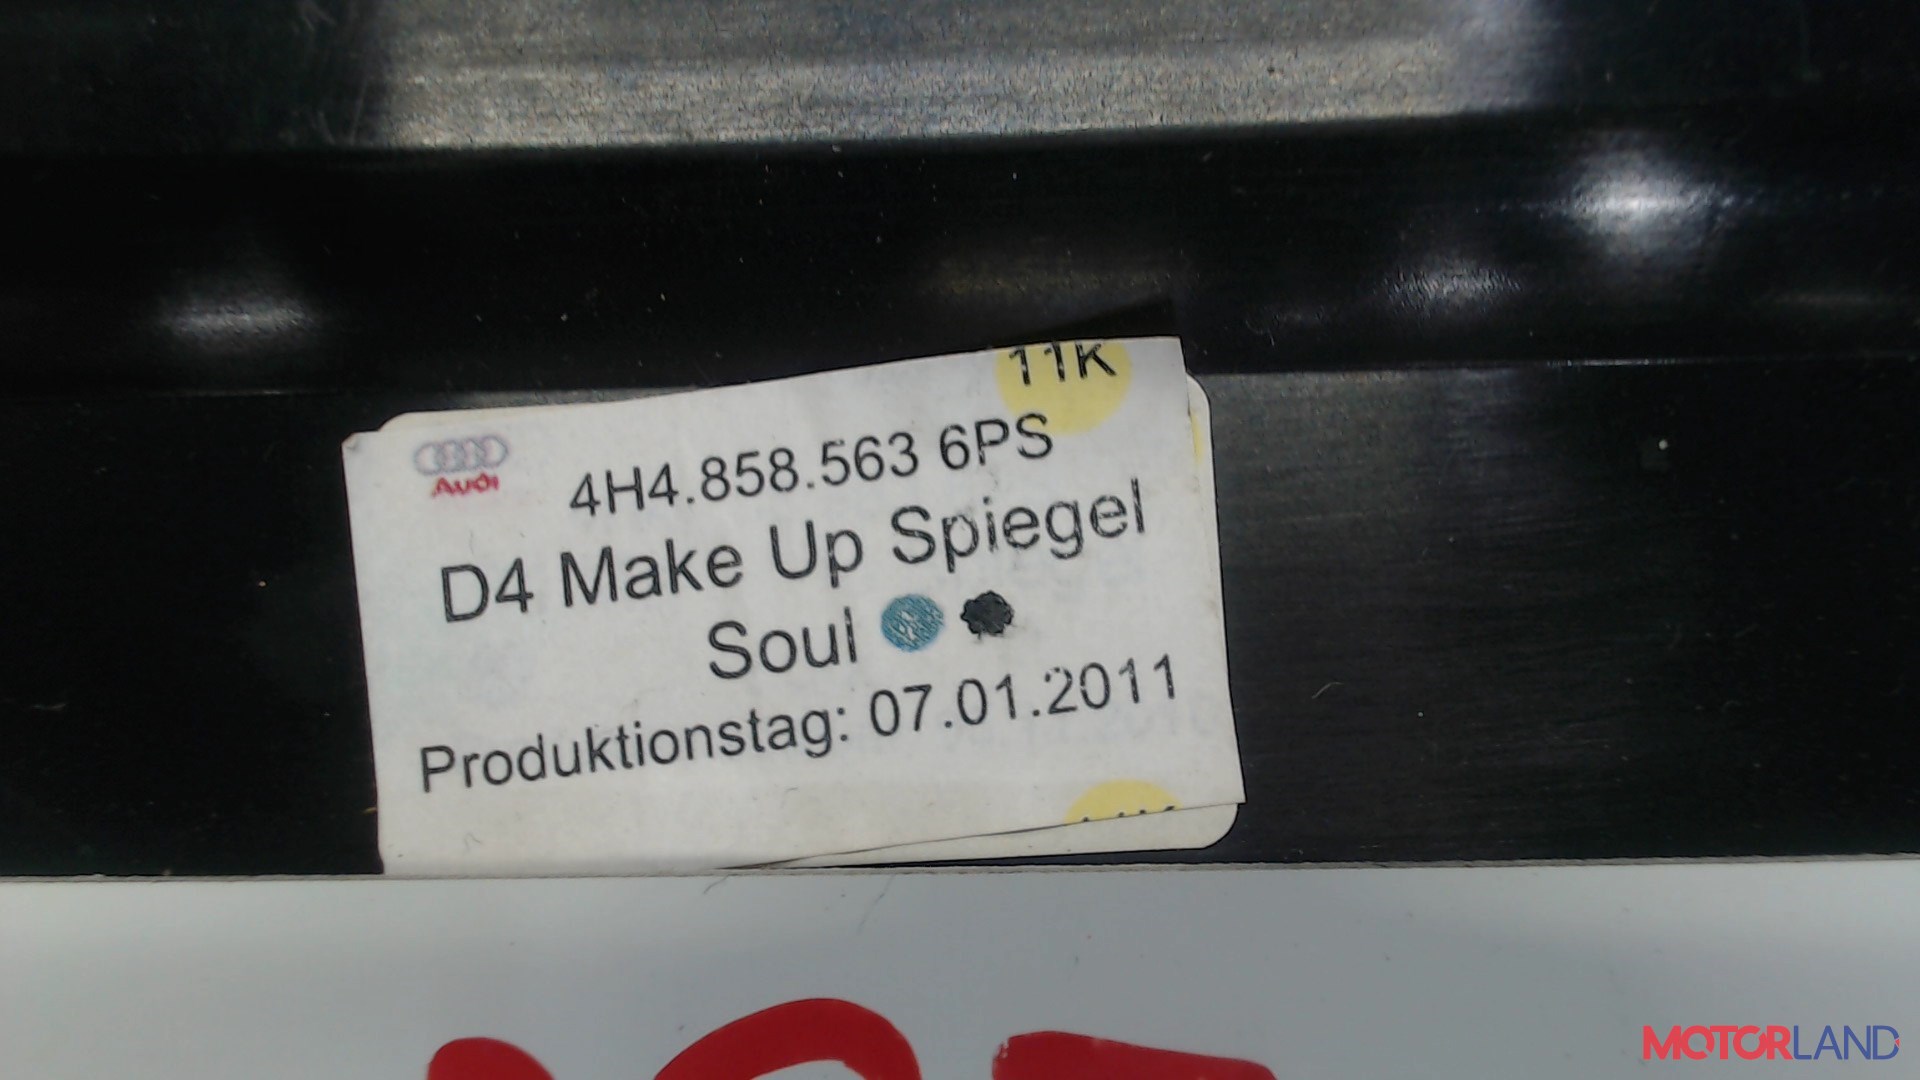 11K
Audi
4H4.858.563 6PS
D4 Make Up Spiegel
Soul
Produktionstag: 07.01.2011
MOTORLAND